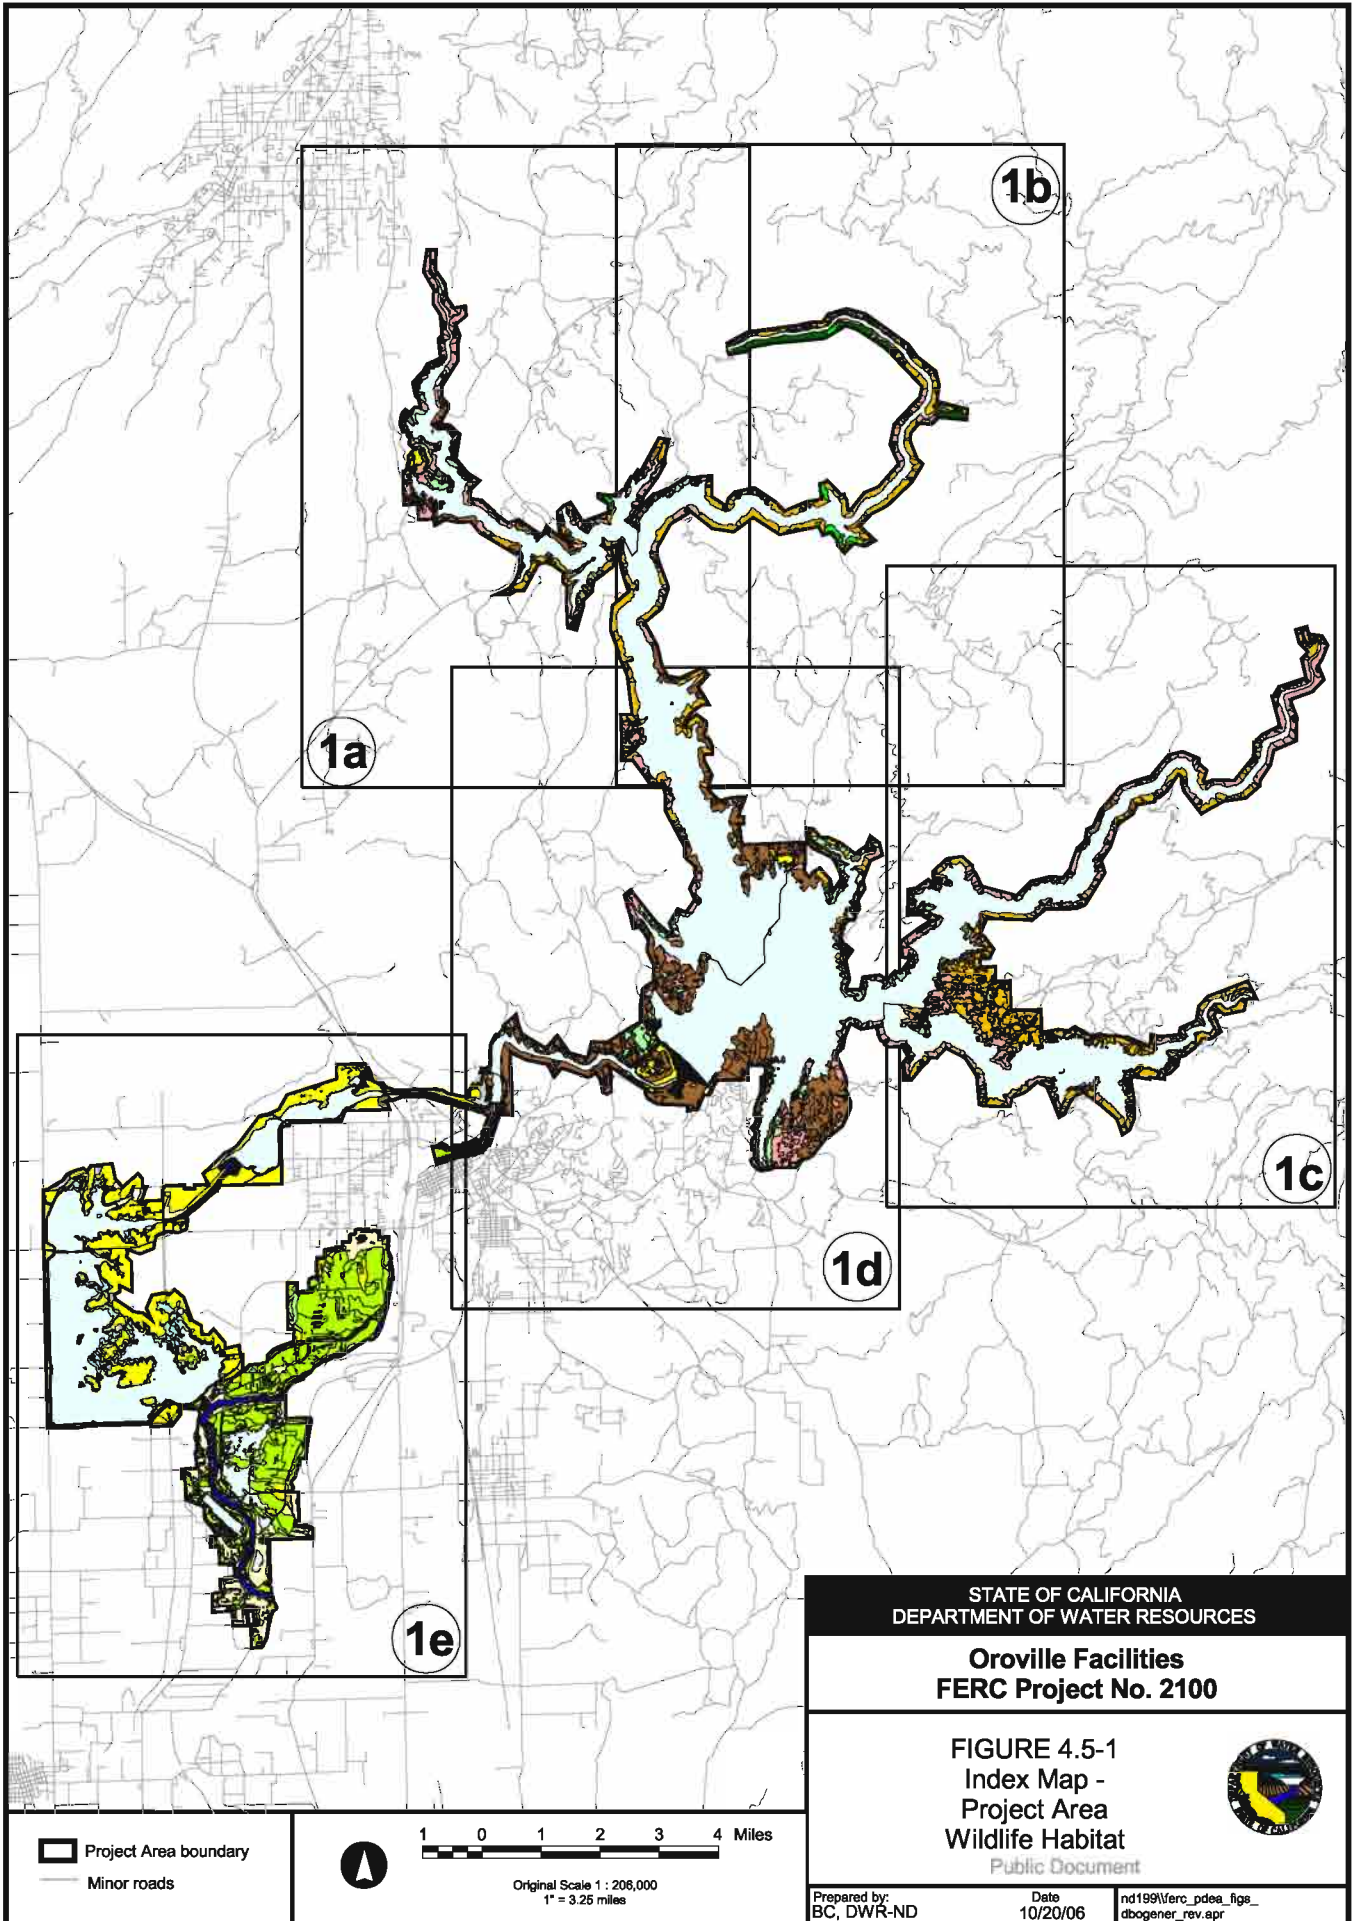 1b
1a
1c
1d
1e
STATE OF CALIFORNIA
DEPARTMENT OF WATER RESOURCES
Oroville Facilities
FERC Project No. 2100
FIGURE 4.5-1
Index Map -
Project Area
Wildlife Habitat
Public Document
Project Area boundary
Minor roads
1 0 1 2 3 4 Miles
Original Scale 1 : 206,000
1" = 3.25 miles
Prepared by:
BC, DWR-ND
Date
10/20/06
nd199\\ferc_pdea_figs_
dbogener_rev.apr